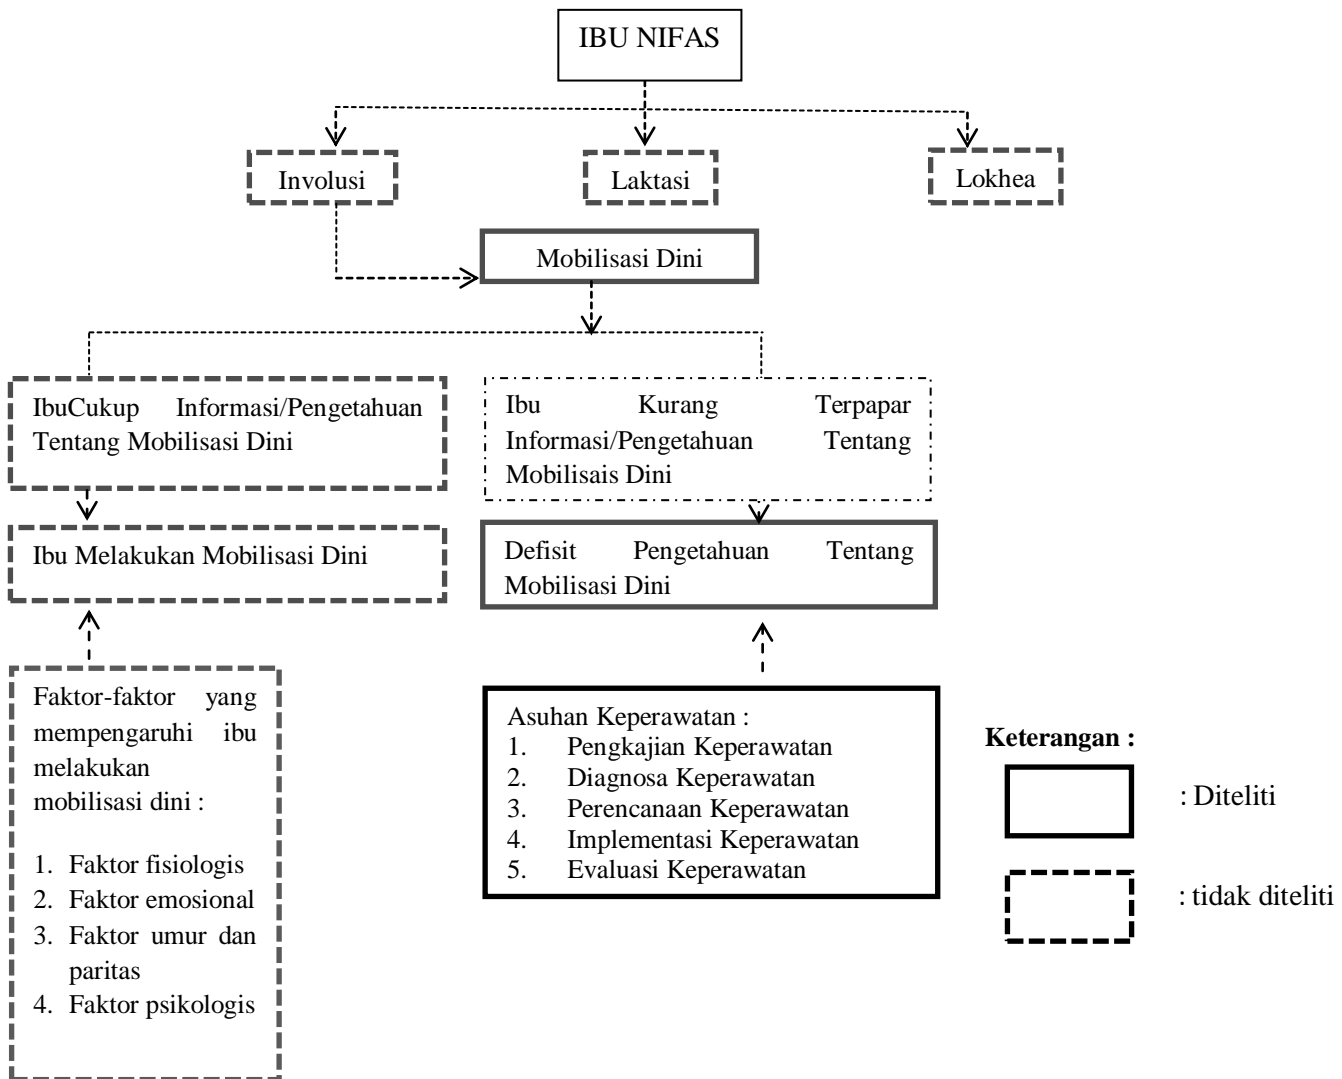 IBU NIFAS
Involusi
Laktasi
Lokhea
Mobilisasi Dini
IbuCukup Informasi/Pengetahuan
Tentang Mobilisasi Dini
Ibu Kurang Terpapar
Informasi/Pengetahuan Tentang
Mobilisais Dini
Ibu Melakukan Mobilisasi Dini
Defisit Pengetahuan Tentang
Mobilisasi Dini
Faktor-faktor yang
mempengaruhi ibu
melakukan
mobilisasi dini :
1. Faktor fisiologis
2. Faktor emosional
3. Faktor umur dan
paritas
4. Faktor psikologis
Asuhan Keperawatan :
1. Pengkajian Keperawatan
2. Diagnosa Keperawatan
3. Perencanaan Keperawatan
4. Implementasi Keperawatan
5. Evaluasi Keperawatan
Keterangan :
: Diteliti
: tidak diteliti